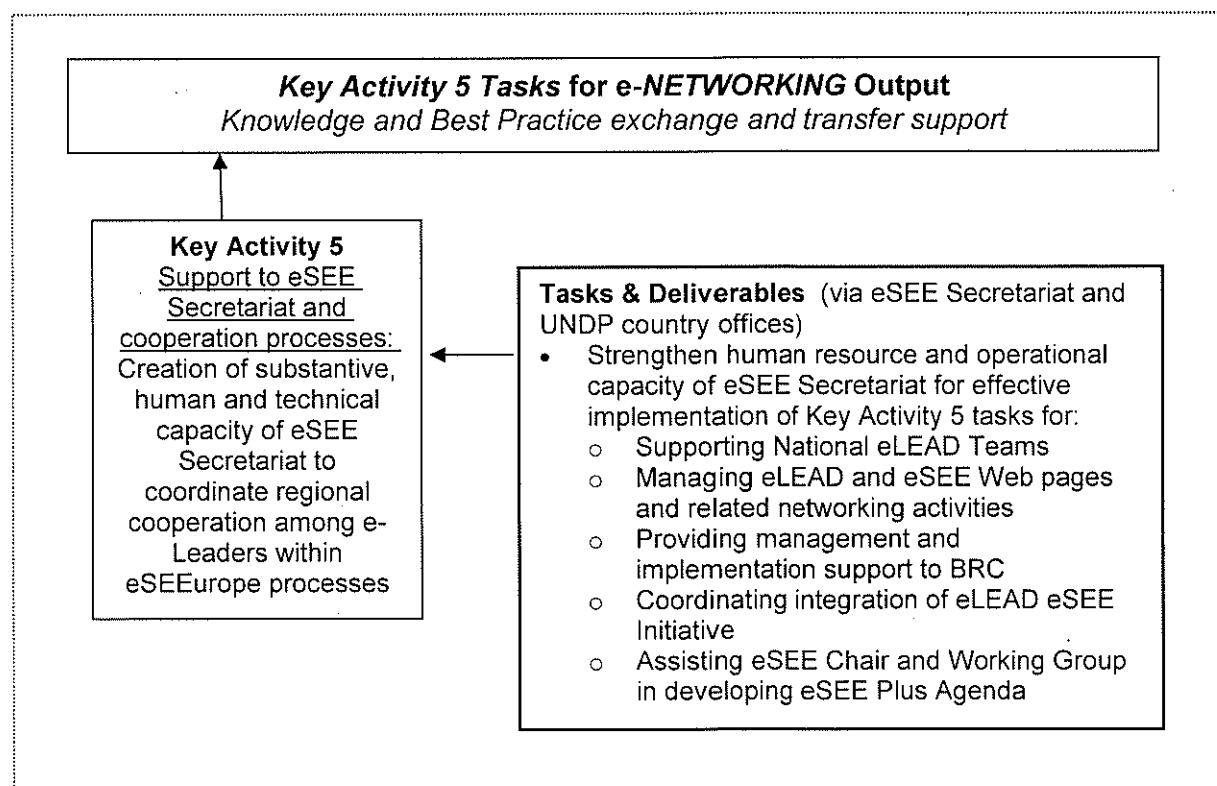 Key Activity 5 Tasks for e-NETWORKING Output
Knowledge and Best Practice exchange and transfer support
Key Activity 5
Support to eSEE
Secretariat and
cooperation processes:
Creation of substantive,
human and technical
capacity of eSEE
Secretariat to
coordinate regional
cooperation among e-
Leaders within
eSEEurope processes
Tasks & Deliverables (via eSEE Secretariat and
UNDP country offices)
• Strengthen human resource and operational
capacity of eSEE Secretariat for effective
implementation of Key Activity 5 tasks for:
o Supporting National eLEAD Teams
o Managing eLEAD and eSEE Web pages
and related networking activities
o Providing management and
implementation support to BRC
o Coordinating integration of eLEAD eSEE
Initiative
o Assisting eSEE Chair and Working Group
in developing eSEE Plus Agenda